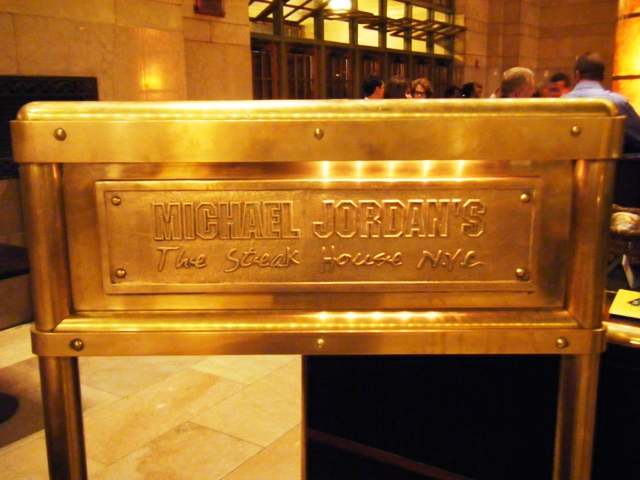 MICHAEL JORDAN'S
The Steak House N.Y.C